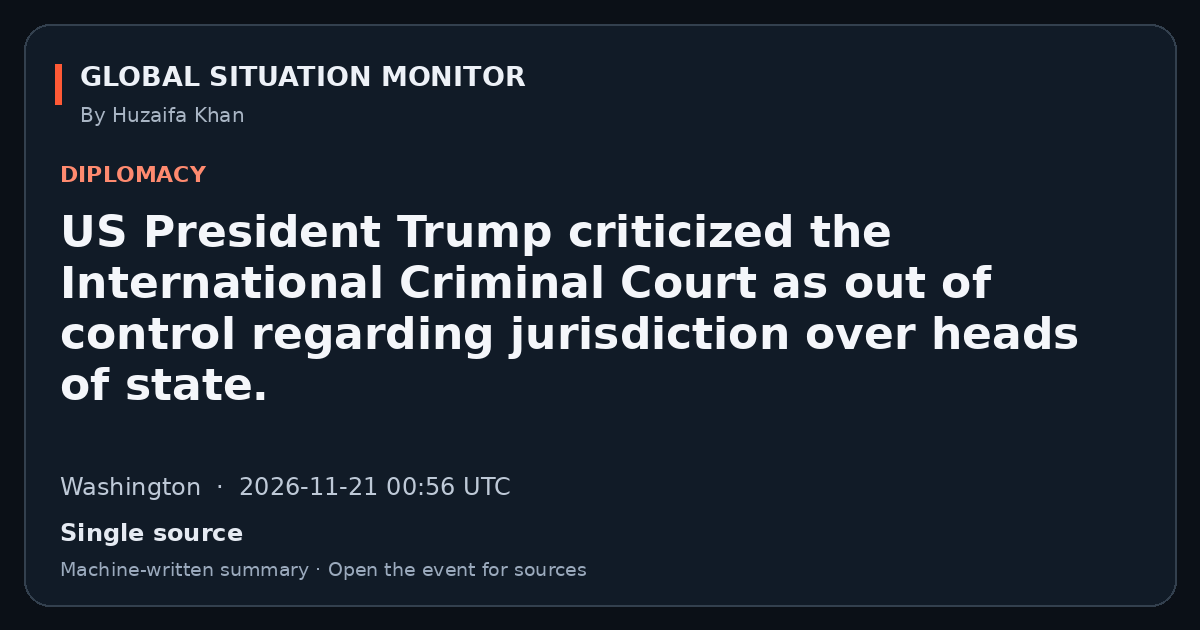 GLOBAL SITUATION MONITOR
By Huzaifa Khan
DIPLOMACY
US President Trump criticized the
International Criminal Court as out of
control regarding jurisdiction over heads
of state.
Washington · 2026-11-21 00:56 UTC
Single source
Machine-written summary · Open the event for sources